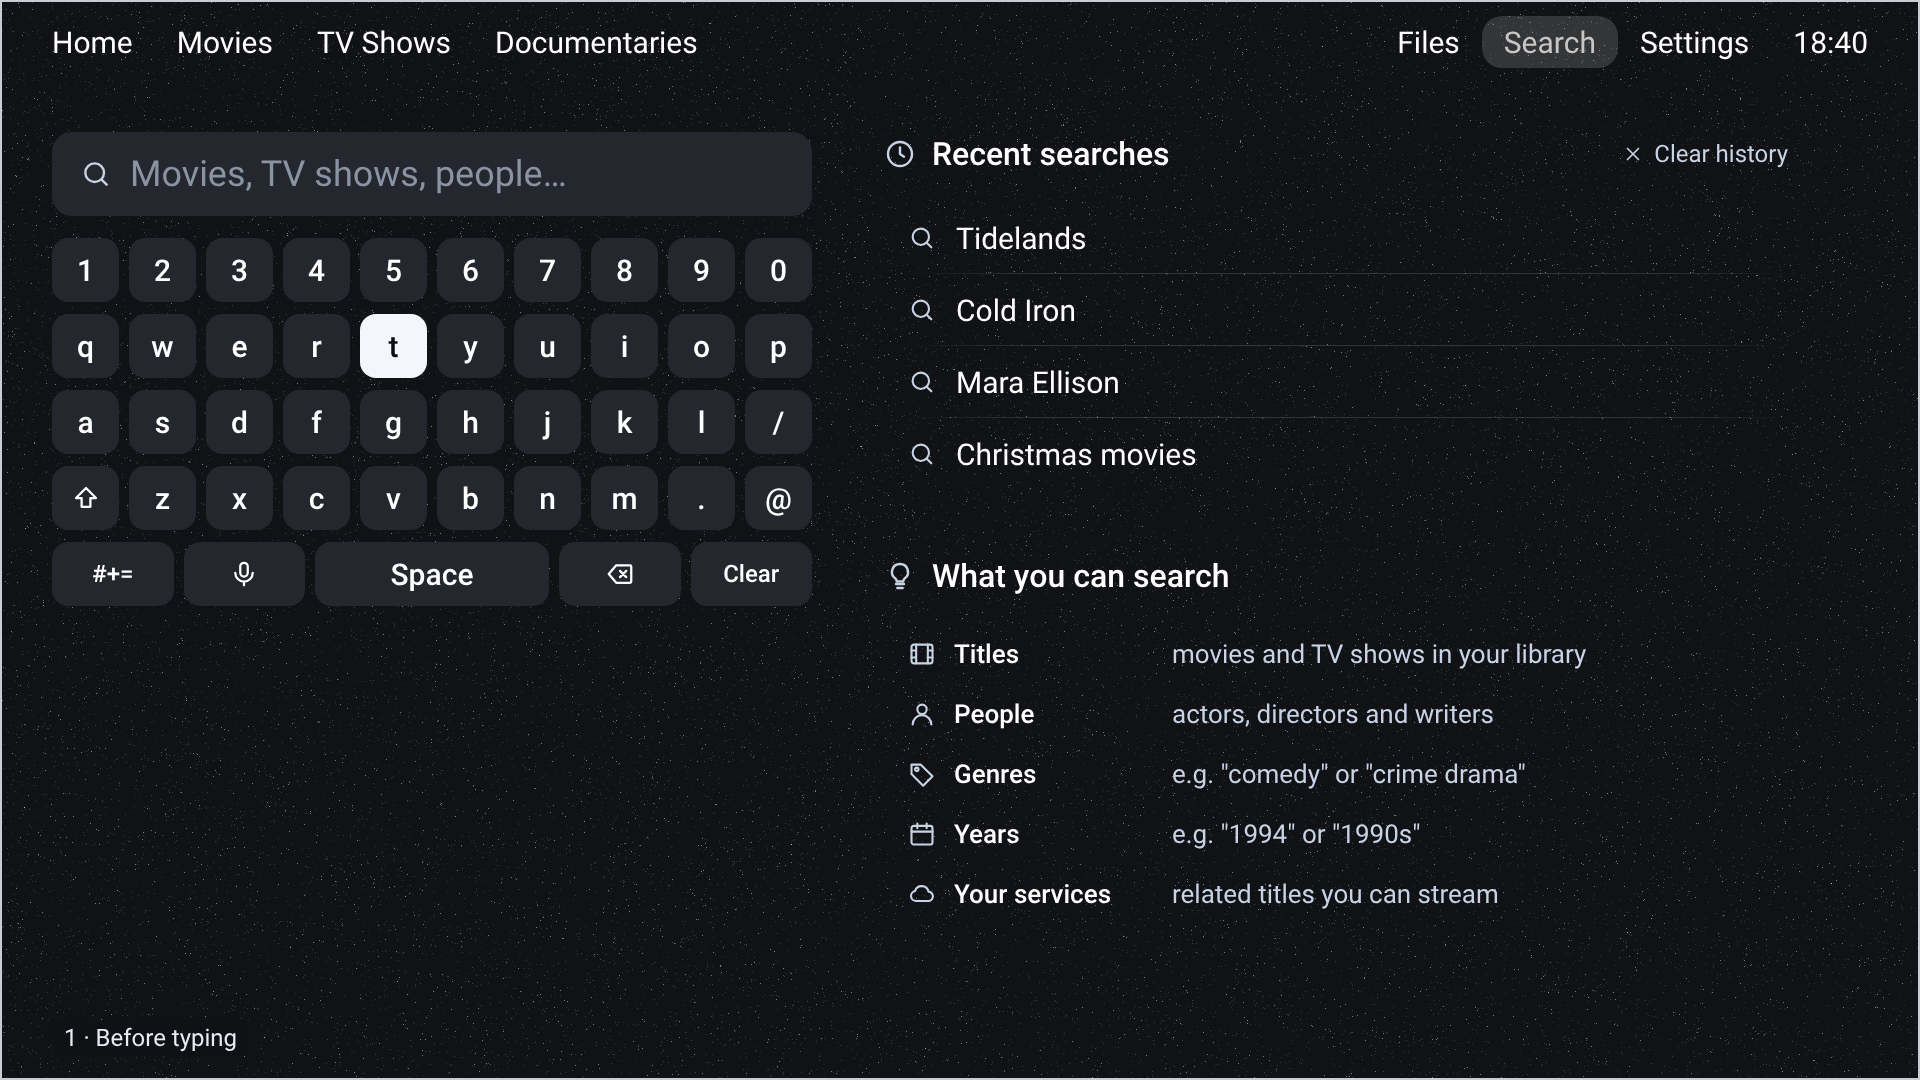 Home Movies TV Shows Documentaries Files Search Settings 18:40
Movies, TV shows, people...
1 2 3 4 5 6 7 8 9 0
q w e r t y u i o p
a s d f g h j k l /
z x c v b n m . @
#+= Space Clear
Recent searches Clear history
Tidelands
Cold Iron
Mara Ellison
Christmas movies
What you can search
Titles movies and TV shows in your library
People actors, directors and writers
Genres e.g. "comedy" or "crime drama"
Years e.g. "1994" or "1990s"
Your services related titles you can stream
1 · Before typing